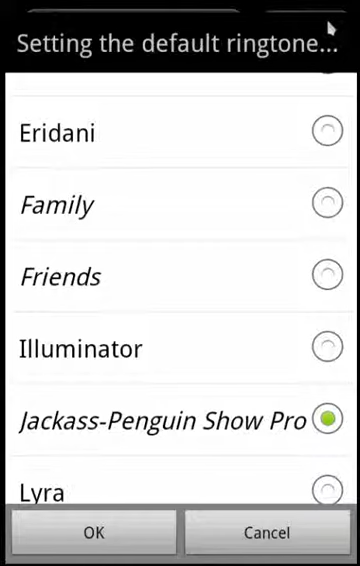 Setting the default ringtone...
Eridani
Family
Friends
Illuminator
Jackass-Penguin Show Pro
Lyra
OK
Cancel